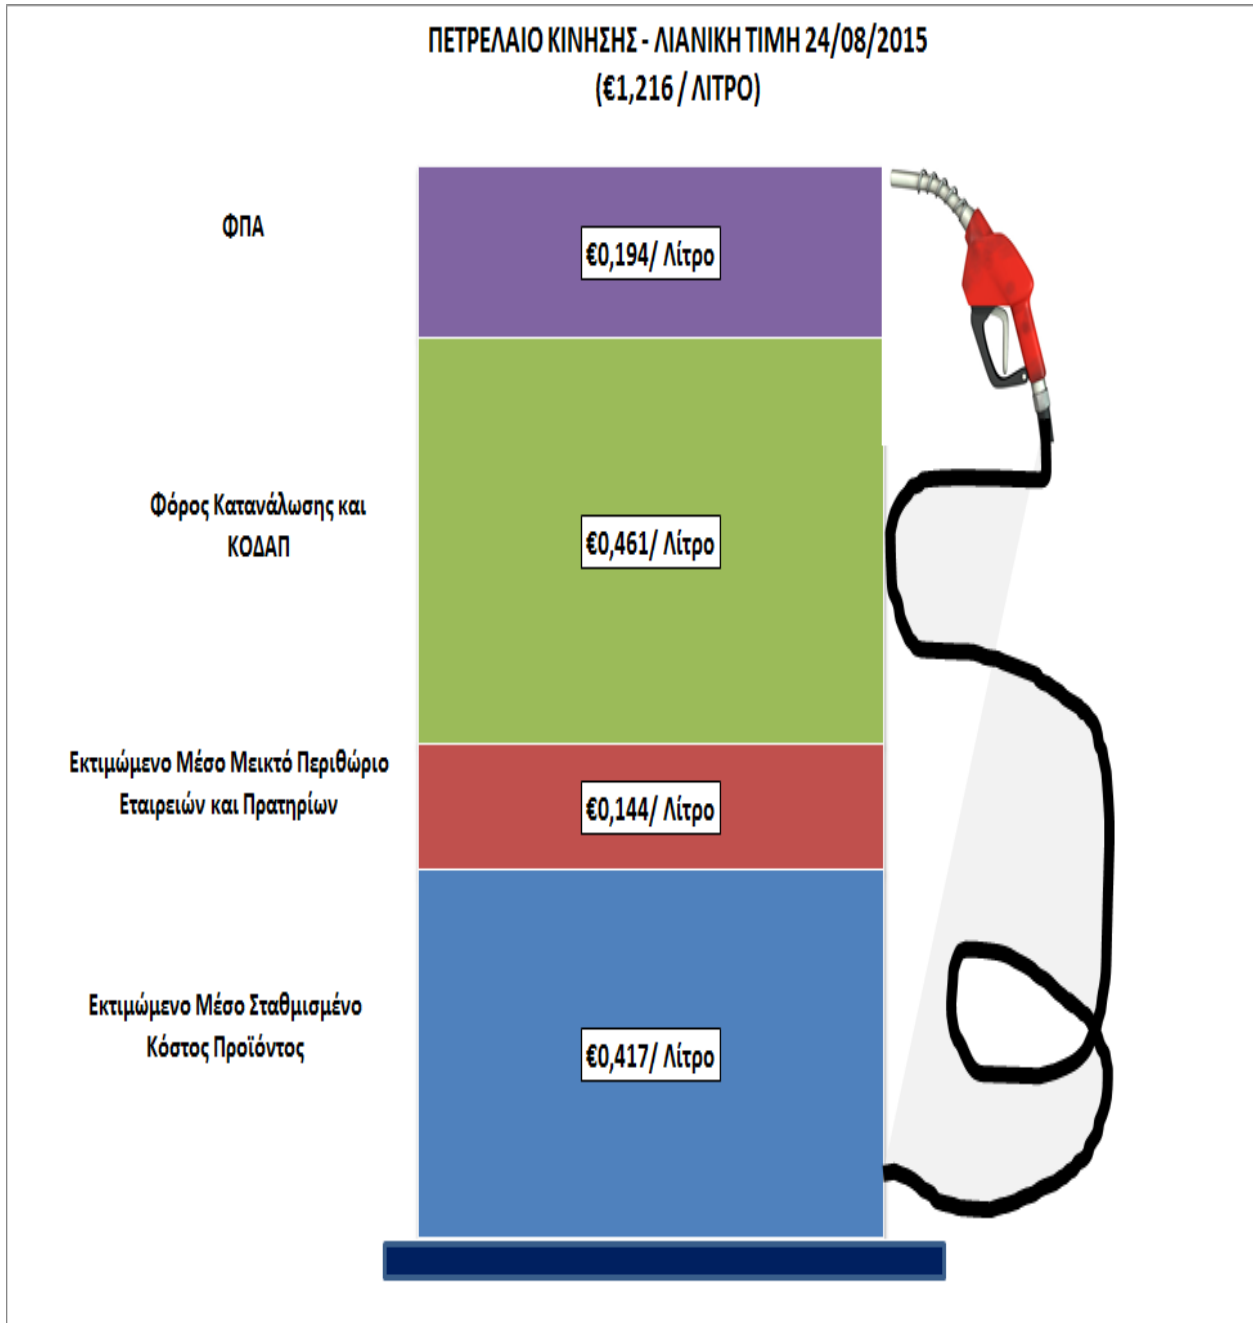 ΠΕΤΡΕΛΑΙΟ ΚΙΝΗΣΗΣ - ΛΙΑΝΙΚΗ ΤΙΜΗ 24/08/2015
(€1,216 / ΛΙΤΡΟ)
ΦΠΑ
€0,194/ Λίτρο
Φόρος Κατανάλωσης και
ΚΟΔΑΠ
€0,461/ Λίτρο
Εκτιμώμενο Μέσο Μεικτό Περιθώριο
Εταιρειών και Πρατηρίων
€0,144/ Λίτρο
Εκτιμώμενο Μέσο Σταθμισμένο
Κόστος Προϊόντος
€0,417/ Λίτρο